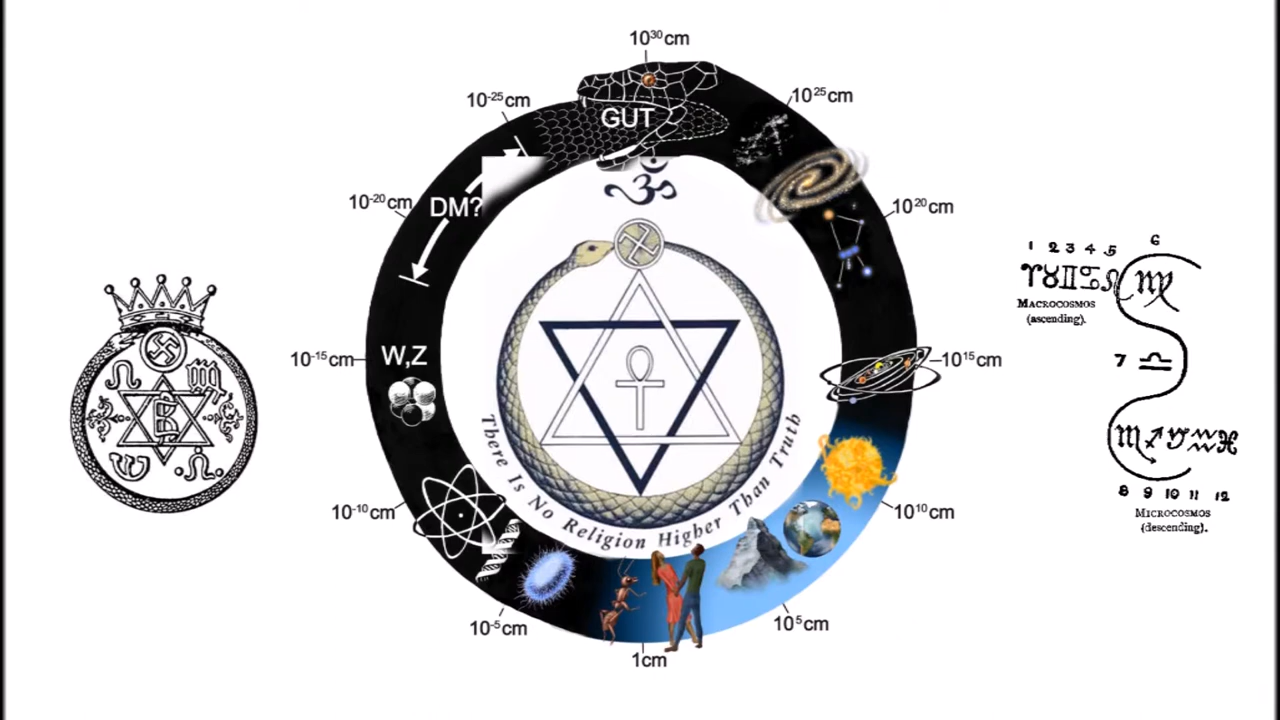 10³⁰cm
10⁻²⁵cm
10²⁵cm
GUT
10⁻²⁰cm
DM?
ॐ
10²⁰cm
1 2 3 4 5 6
♈♉♊♋♌ ♍
MACROCOSMOS
(ascending).
10⁻¹⁵cm
W,Z
10¹⁵cm
7 ♎
There Is No Religion Higher Than Truth
♏♐♑♒♓
8 9 10 11 12
MICROCOSMOS
(descending).
10⁻¹⁰cm
10¹⁰cm
10⁻⁵cm
10⁵cm
1cm